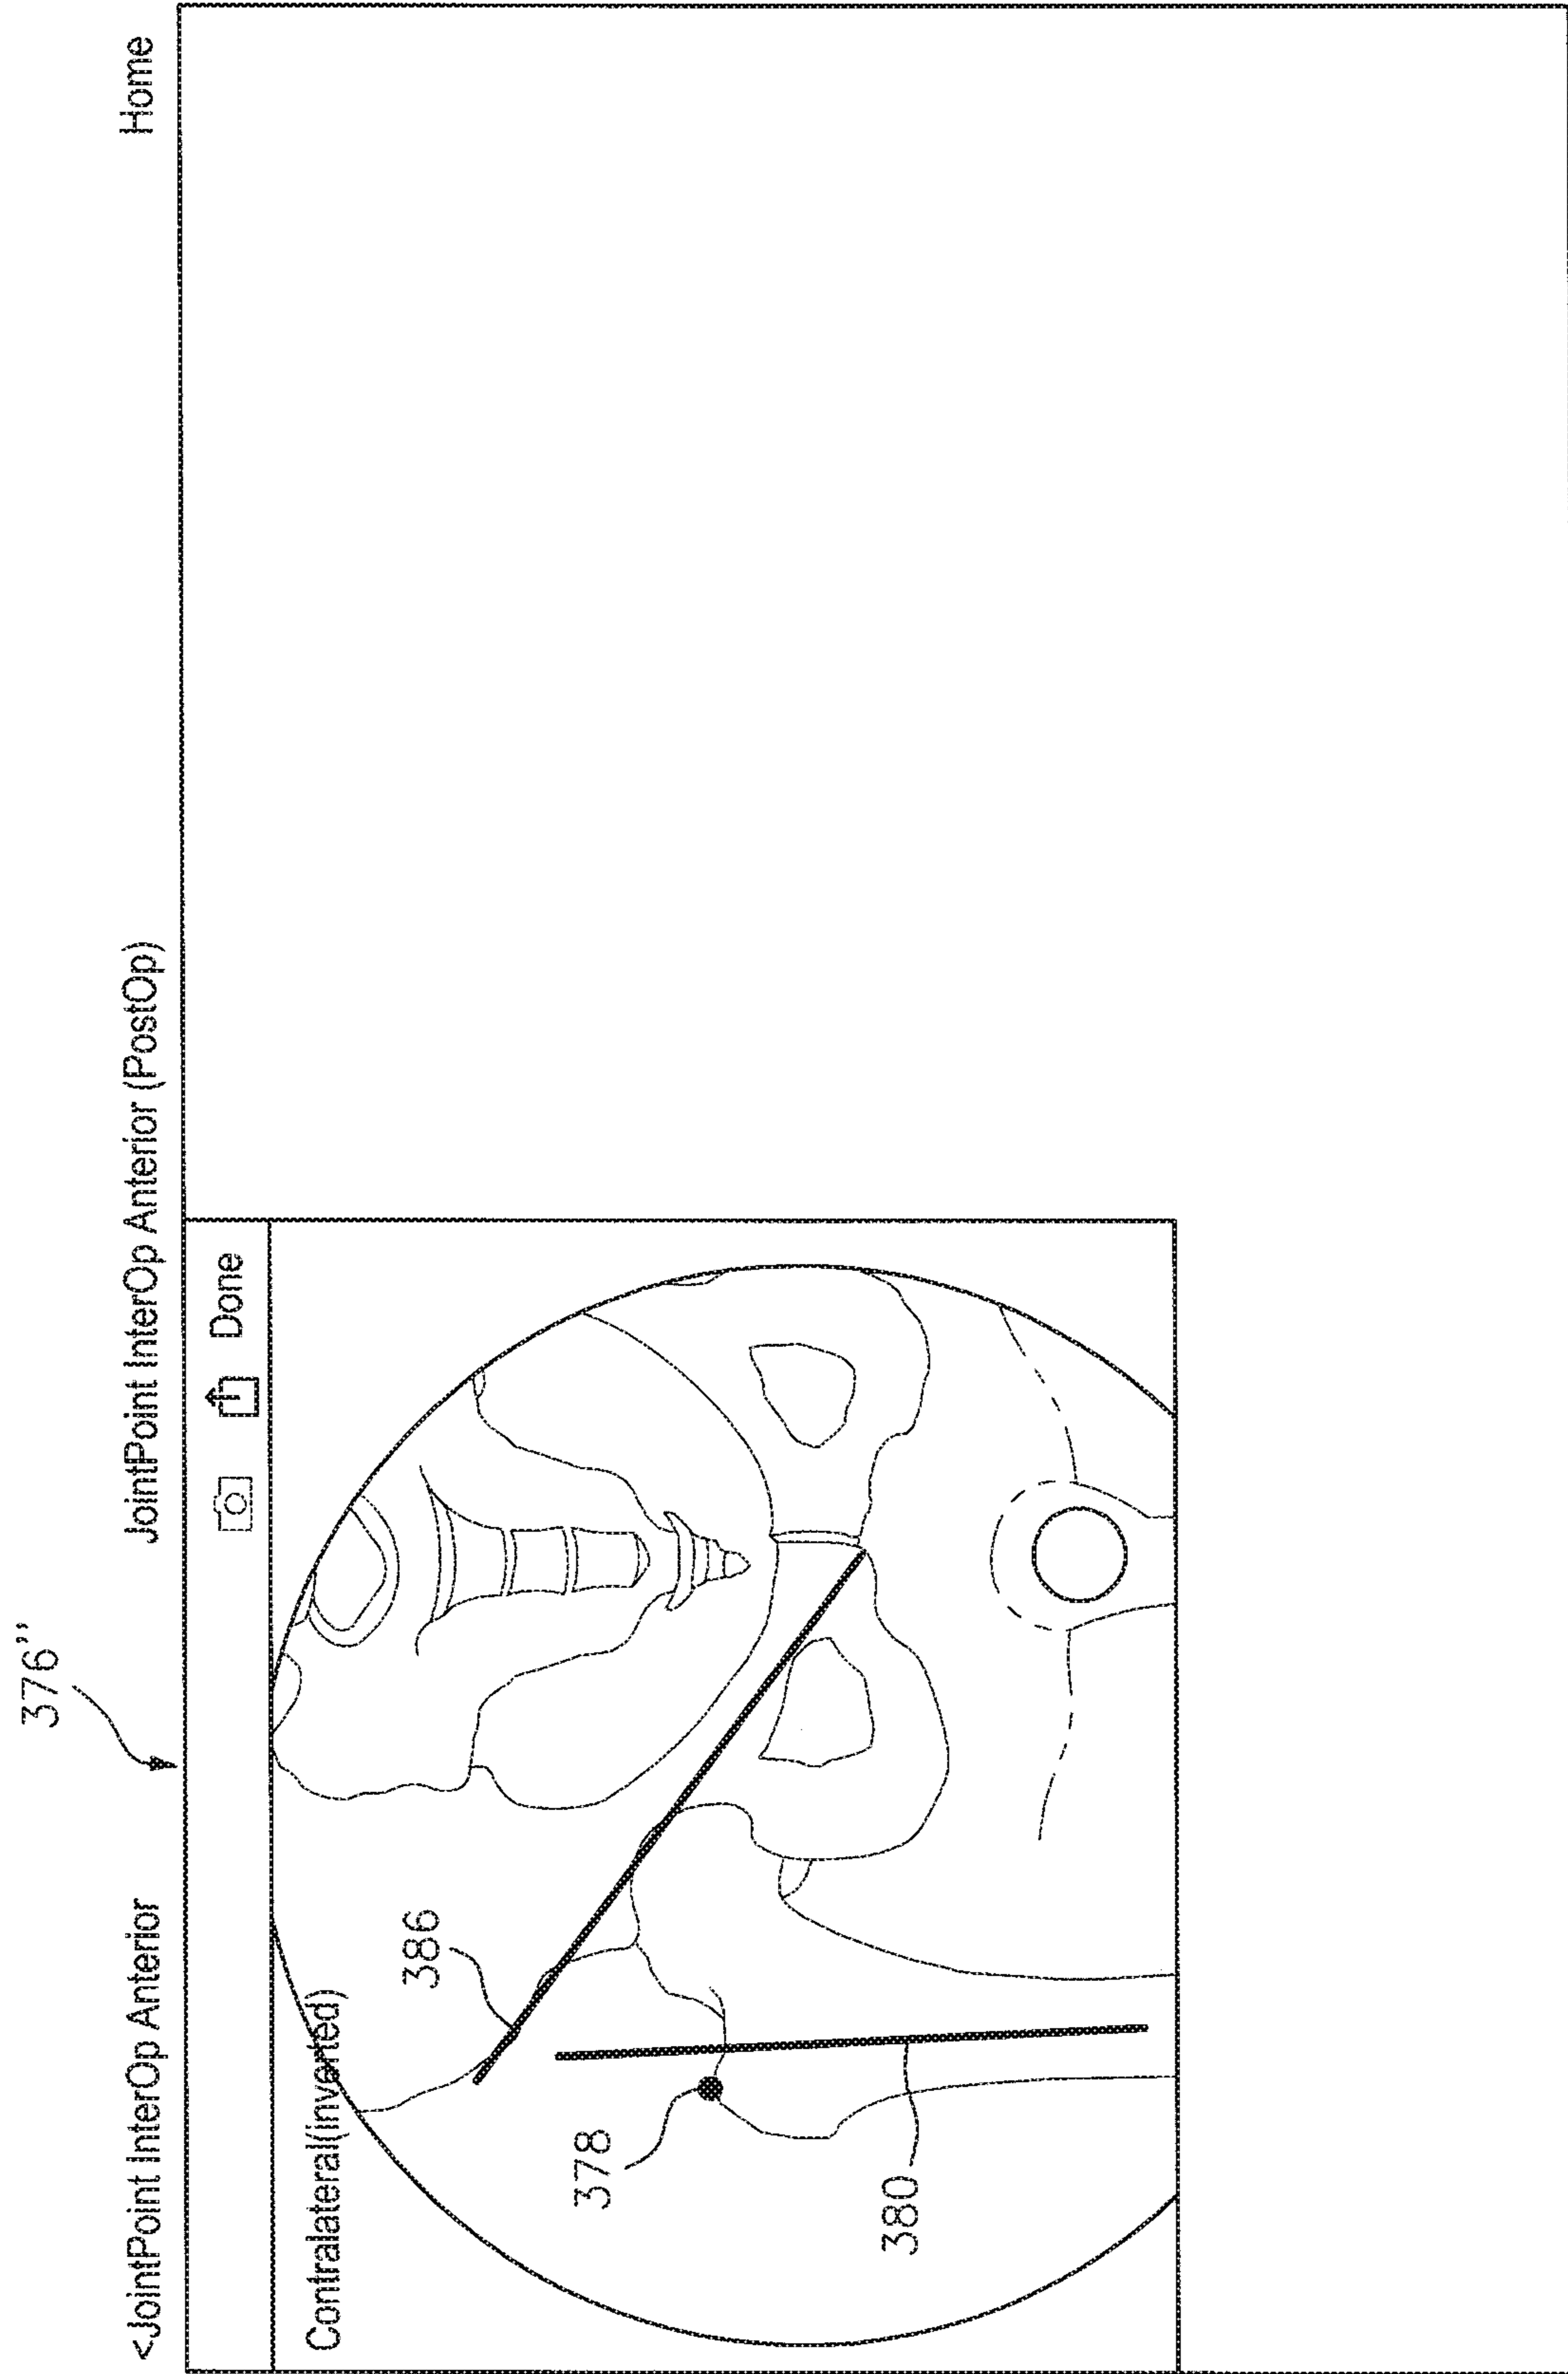 376''
<JointPoint InterOp Anterior
JointPoint InterOp Anterior (PostOp)
Home
Done
Contralateral(inverted)
386
378
380